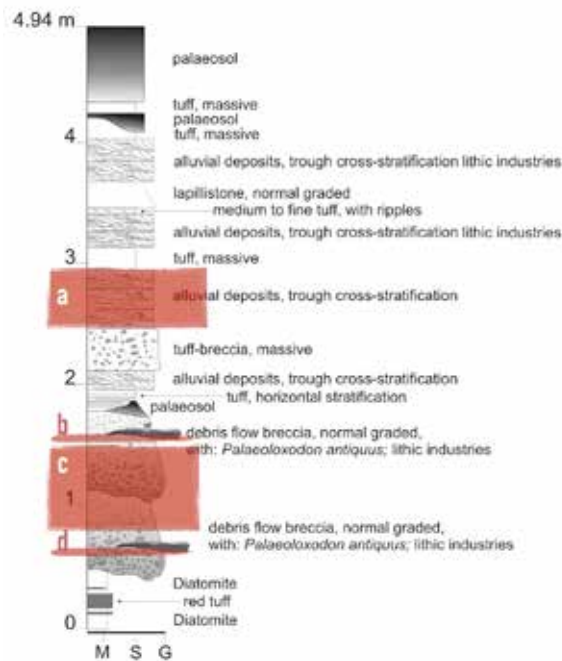 4.94 m
palaeosol
tuff, massive
palaeosol
4
tuff, massive
alluvial deposits, trough cross-stratification lithic industries
lapillistone, normal graded
medium to fine tuff, with ripples
alluvial deposits, trough cross-stratification lithic industries
3
tuff, massive
a
alluvial deposits, trough cross-stratification
tuff-breccia, massive
2
alluvial deposits, trough cross-stratification
tuff, horizontal stratification
palaeosol
b
debris flow breccia, normal graded,
with: Palaeoloxodon antiquus; lithic industries
c
1
debris flow breccia, normal graded,
d
with: Palaeoloxodon antiquus; lithic industries
Diatomite
red tuff
0
Diatomite
M S G